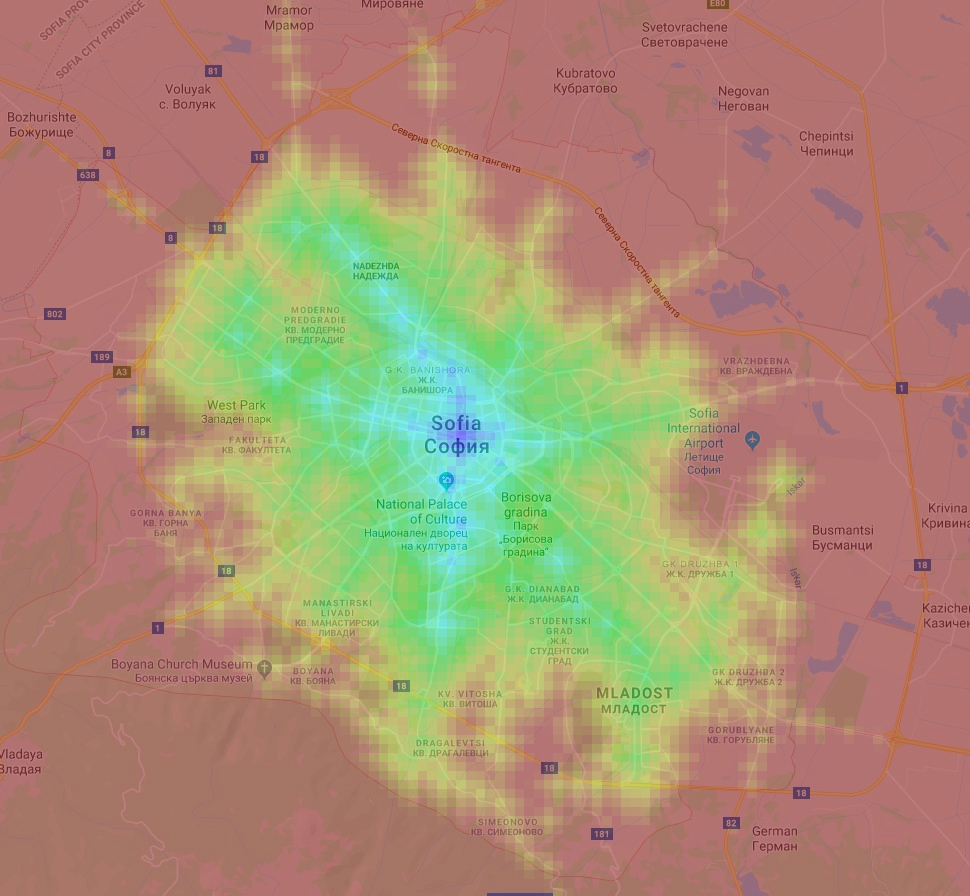 Mramor
Мрамор
Мировяне
E80
SOFIA PROV
SOFIA CITY PROVINCE
Svetovrachene
Световрачене
81
Voluyak
с. Волуяк
Kubratovo
Кубратово
Negovan
Негован
Bozhurishte
Божурище
Северна Скоростна тангента
Chepintsi
Чепинци
8
18
638
18
8
Северна Скоростна тангента
NADEZHDA
НАДЕЖДА
802
MODERNO
PREDGRADIE
КВ. МОДЕРНО
ПРЕДГРАДИЕ
189
A3
G.K. BANISHORA
Ж.К.
БАНИШОРА
VRAZHDEBNA
КВ. ВРАЖДЕБНА
1
West Park
Западен парк
Sofia
София
Sofia
International
Airport
Летище
София
18
FAKULTETA
КВ. ФАКУЛТЕТА
Iskar
National Palace
of Culture
Национален дворец
на културата
Borisova
gradina
Парк
„Борисова
градина“
GORNA BANYA
КВ. ГОРНА
БАНЯ
Krivina
Кривина
Busmantsi
Бусманци
18
GK DRUZHBA 1
Ж.К. ДРУЖБА 1
18
Iskar
G.K. DIANABAD
Ж.К. ДИАНАБАД
MANASTIRSKI
LIVADI
КВ. МАНАСТИРСКИ
ЛИВАДИ
STUDENTSKI
GRAD
Ж.К.
СТУДЕНТСКИ
ГРАД
1
Boyana Church Museum
Боянска църква музей
BOYANA
КВ. БОЯНА
18
KV. VITOSHA
КВ. ВИТОША
MLADOST
МЛАДОСТ
GK DRUZHBA 2
Ж.К. ДРУЖБА 2
GORUBLYANE
КВ. ГОРУБЛЯНЕ
DRAGALEVTSI
КВ. ДРАГАЛЕВЦИ
Vladaya
Владая
18
18
SIMEONOVO
КВ. СИМЕОНОВО
181
82
German
Герман